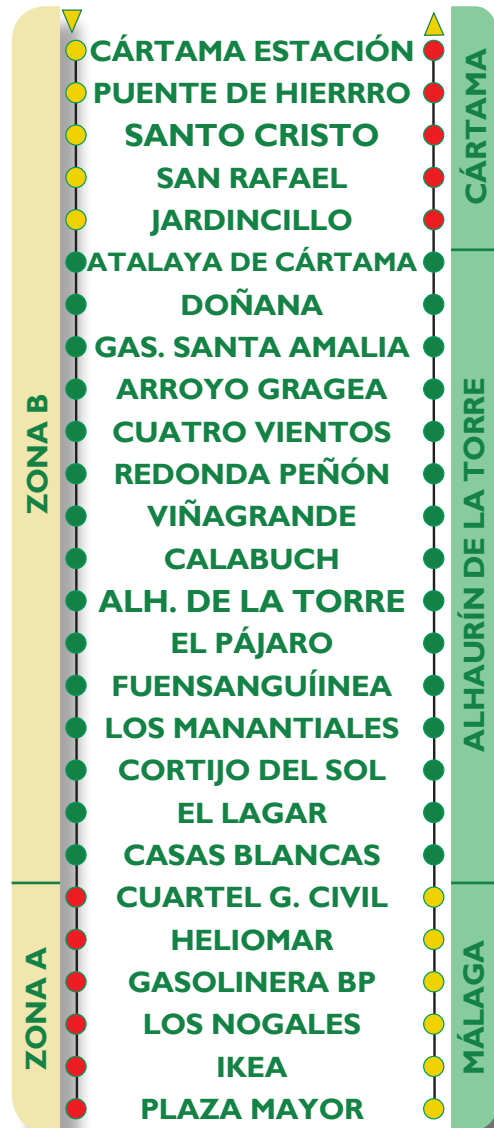 CÁRTAMA ESTACIÓN
PUENTE DE HIERRRO
SANTO CRISTO
SAN RAFAEL
JARDINCILLO
ATALAYA DE CÁRTAMA
DOÑANA
GAS. SANTA AMALIA
ARROYO GRAGEA
CUATRO VIENTOS
REDONDA PEÑÓN
VIÑAGRANDE
CALABUCH
ALH. DE LA TORRE
EL PÁJARO
FUENSANGUÍINEA
LOS MANANTIALES
CORTIJO DEL SOL
EL LAGAR
CASAS BLANCAS
CUARTEL G. CIVIL
HELIOMAR
GASOLINERA BP
LOS NOGALES
IKEA
PLAZA MAYOR
ZONA B
ZONA A
CÁRTAMA
ALHAURÍN DE LA TORRE
MÁLAGA